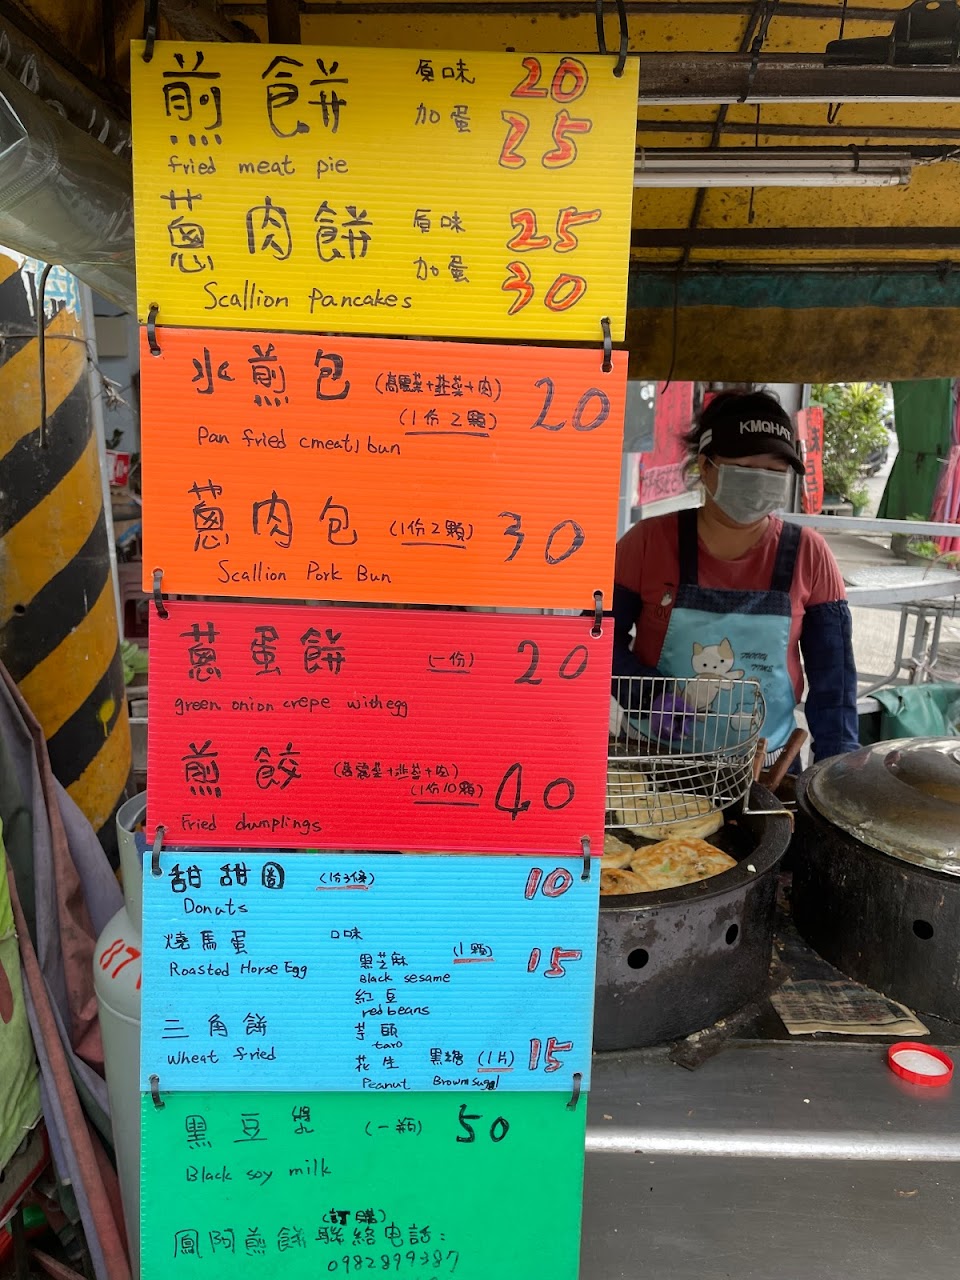 煎餅 原味 20
加蛋 25
fried meat pie
蔥肉餅 原味 25
加蛋 30
Scallion pancakes
水煎包 (高麗菜+韭菜+肉) 20
(1份2顆)
Pan fried cmeat) bun
蔥肉包 (1份2顆) 30
Scallion Pork Bun
蔥蛋餅 (一份) 20
green onion crepe withegg
煎餃 (高麗菜+韭菜+肉) 40
(1份10顆)
Fried dumplings
甜甜圈 (1份3條) 10
Donuts
燒馬蛋 口味
Roasted Horse Egg
黑芝麻 (1顆) 15
Black sesame
紅豆
redbeans
三角餅 芋頭
taro
Wheat fried
花生 黑糖 (1片) 15
Peanut Brown sugal
黑豆漿 (一瓶) 50
Black soy milk
(訂購)
鳳阿煎餅聯絡電話:
0982899387
KMQHAT